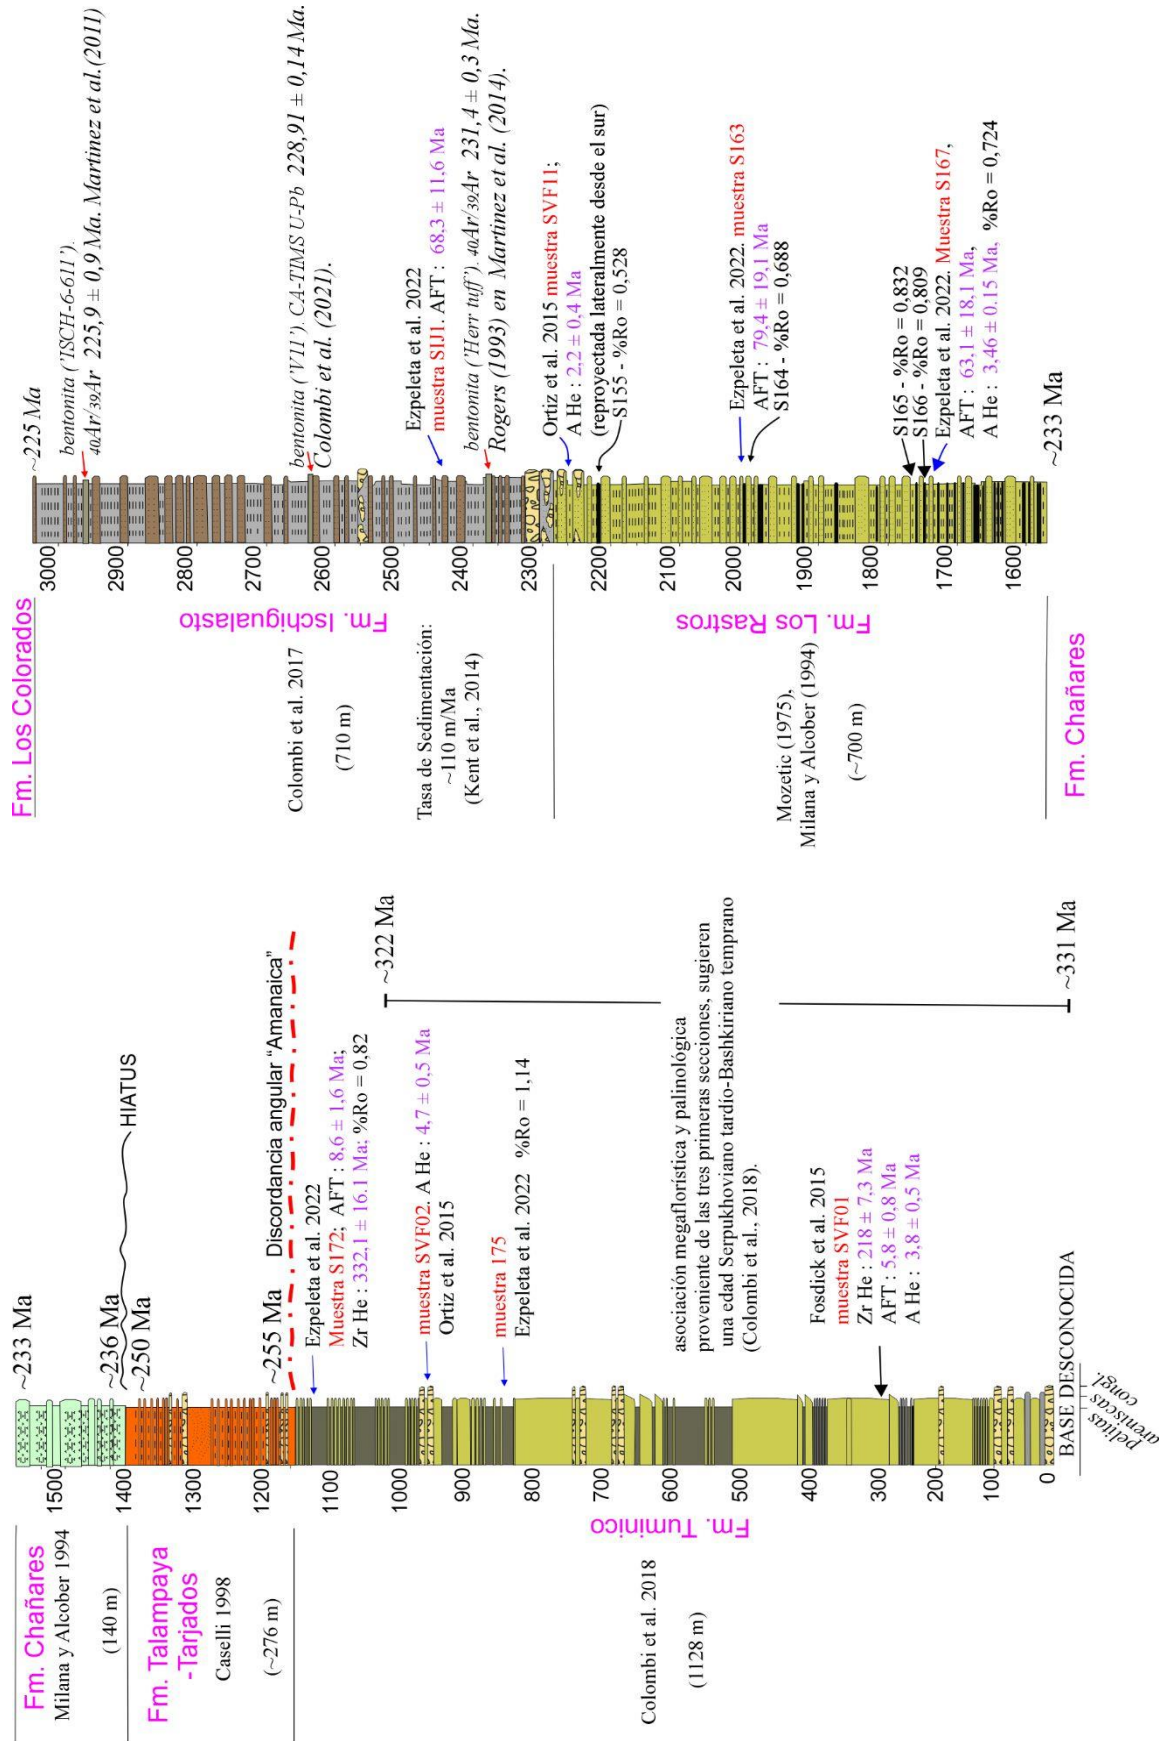 Fm. Los Colorados
~225 Ma
bentonita ('ISCH-6-611').
40Ar/39Ar 225,9 ± 0,9 Ma. Martinez et al.(2011)
bentonita ('V11'). CA-TIMS U-Pb 228,91 ± 0,14 Ma.
Colombi et al. (2021).
Ezpeleta et al. 2022
muestra SIJ1. AFT : 68,3 ± 11,6 Ma
bentonita ('Herr tuff'). 40Ar/39Ar 231,4 ± 0,3 Ma.
Rogers (1993) en Martinez et al. (2014).
Ortiz et al. 2015 muestra SVF11;
A He : 2,2 ± 0,4 Ma
(reproyectada lateralmente desde el sur)
S155 - %Ro = 0,528
Ezpeleta et al. 2022. muestra S163
AFT : 79,4 ± 19,1 Ma
S164 - %Ro = 0,688
S165 - %Ro = 0,832
S166 - %Ro = 0,809
Ezpeleta et al. 2022. Muestra S167,
AFT : 63,1 ± 18,1 Ma,
A He : 3,46 ± 0.15 Ma, %Ro = 0,724
~233 Ma
3000
2900
2800
2700
2600
2500
2400
2300
2200
2100
2000
1900
1800
1700
1600
Fm. Ischigualasto
Colombi et al. 2017
(710 m)
Tasa de Sedimentación:
~110 m/Ma
(Kent et al., 2014)
Fm. Los Rastros
Mozetic (1975),
Milana y Alcober (1994)
(~700 m)
Fm. Chañares
~233 Ma
~236 Ma
HIATUS
~250 Ma
~255 Ma
Discordancia angular “Amanaica”
Ezpeleta et al. 2022
Muestra S172; AFT : 8,6 ± 1,6 Ma;
Zr He : 332,1 ± 16.1 Ma; %Ro = 0,82
~322 Ma
muestra SVF02. A He : 4,7 ± 0,5 Ma
Ortiz et al. 2015
muestra 175
Ezpeleta et al. 2022 %Ro = 1,14
asociación megaflorística y palinológica
proveniente de las tres primeras secciones, sugieren
una edad Serpukhoviano tardío-Bashkiriano temprano
(Colombi et al., 2018).
Fosdick et al. 2015
muestra SVF01
Zr He : 218 ± 7,3 Ma
AFT : 5,8 ± 0,8 Ma
A He : 3,8 ± 0,5 Ma
~331 Ma
BASE DESCONOCIDA
pelitas
areniscas
congl.
1500
1400
1300
1200
1100
1000
900
800
700
600
500
400
300
200
100
0
Fm. Chañares
Milana y Alcober 1994
(140 m)
Fm. Talampaya
-Tarjados
Caselli 1998
(~276 m)
Fm. Tuminico
Colombi et al. 2018
(1128 m)